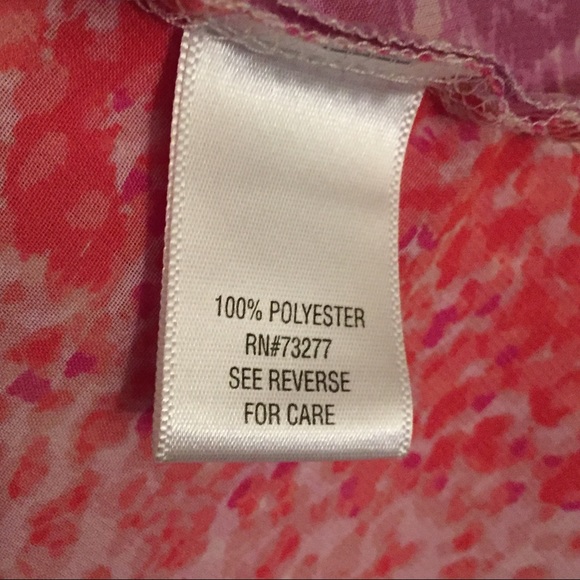 100% POLYESTER
RN#73277
SEE REVERSE
FOR CARE